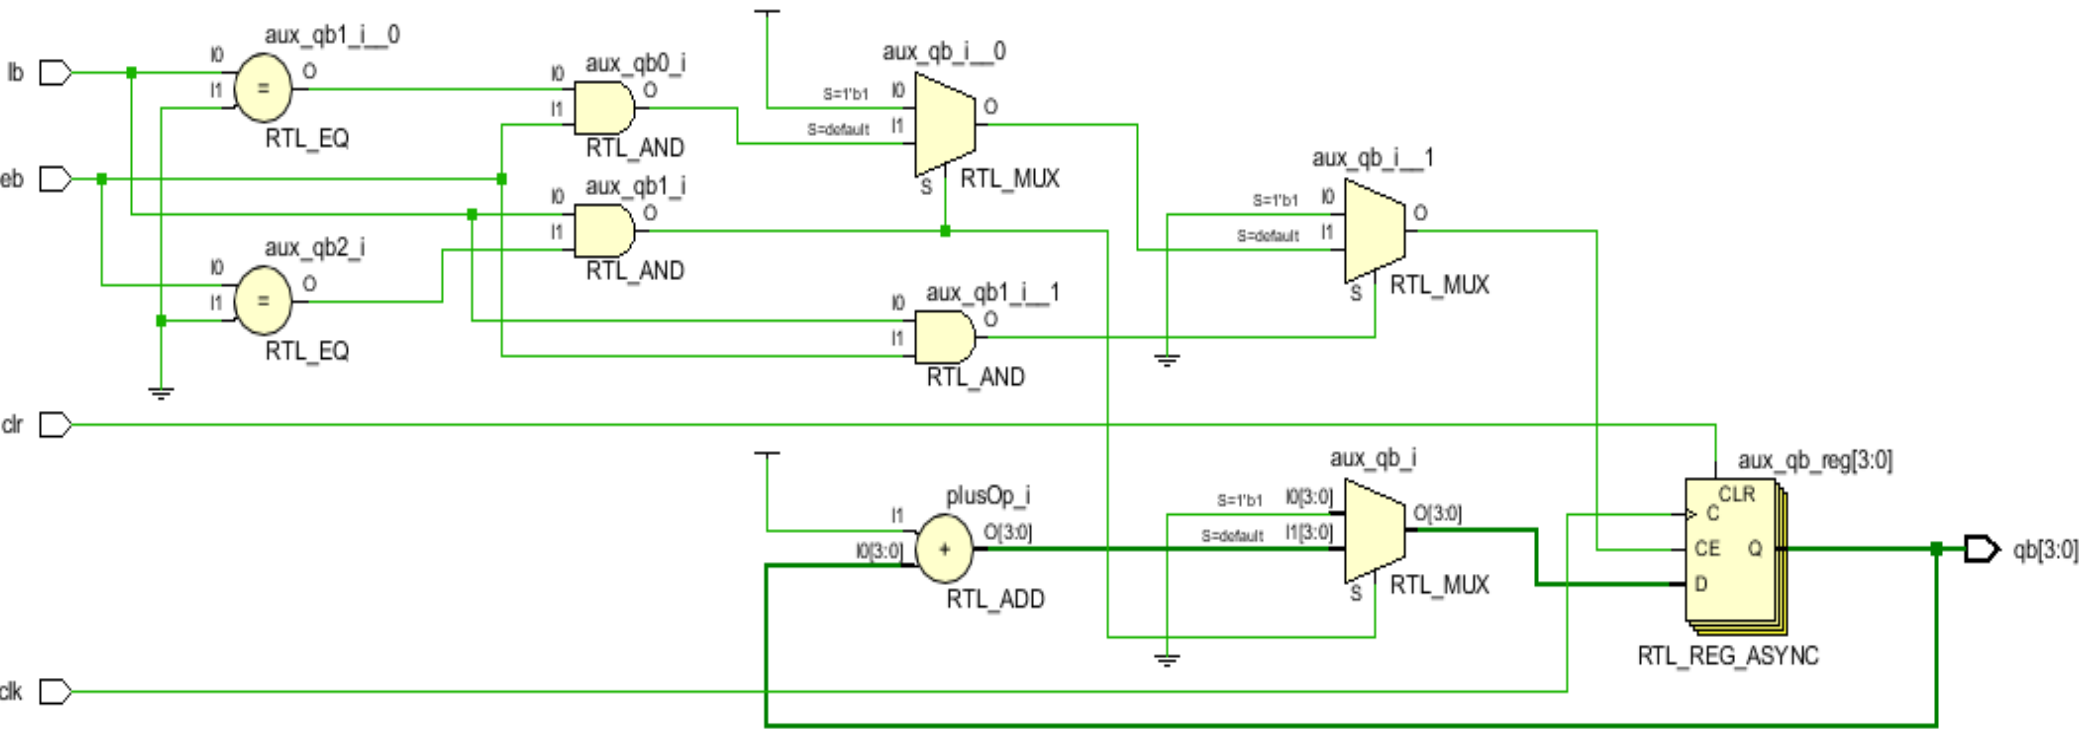 lb
I0
I1
aux_qb1_i__0
=
O
RTL_EQ
I0
I1
aux_qb0_i
O
RTL_AND
aux_qb_i__0
S=1'b1
I0
S=default
I1
O
S
RTL_MUX
eb
I0
I1
aux_qb1_i
O
RTL_AND
I0
I1
aux_qb2_i
=
O
RTL_EQ
aux_qb_i__1
S=1'b1
I0
S=default
I1
O
S
RTL_MUX
I0
I1
aux_qb1_i__1
O
RTL_AND
clr
plusOp_i
I1
I0[3:0]
+
O[3:0]
RTL_ADD
aux_qb_i
S=1'b1
I0[3:0]
S=default
I1[3:0]
O[3:0]
S
RTL_MUX
aux_qb_reg[3:0]
CLR
C
CE
Q
D
RTL_REG_ASYNC
qb[3:0]
clk